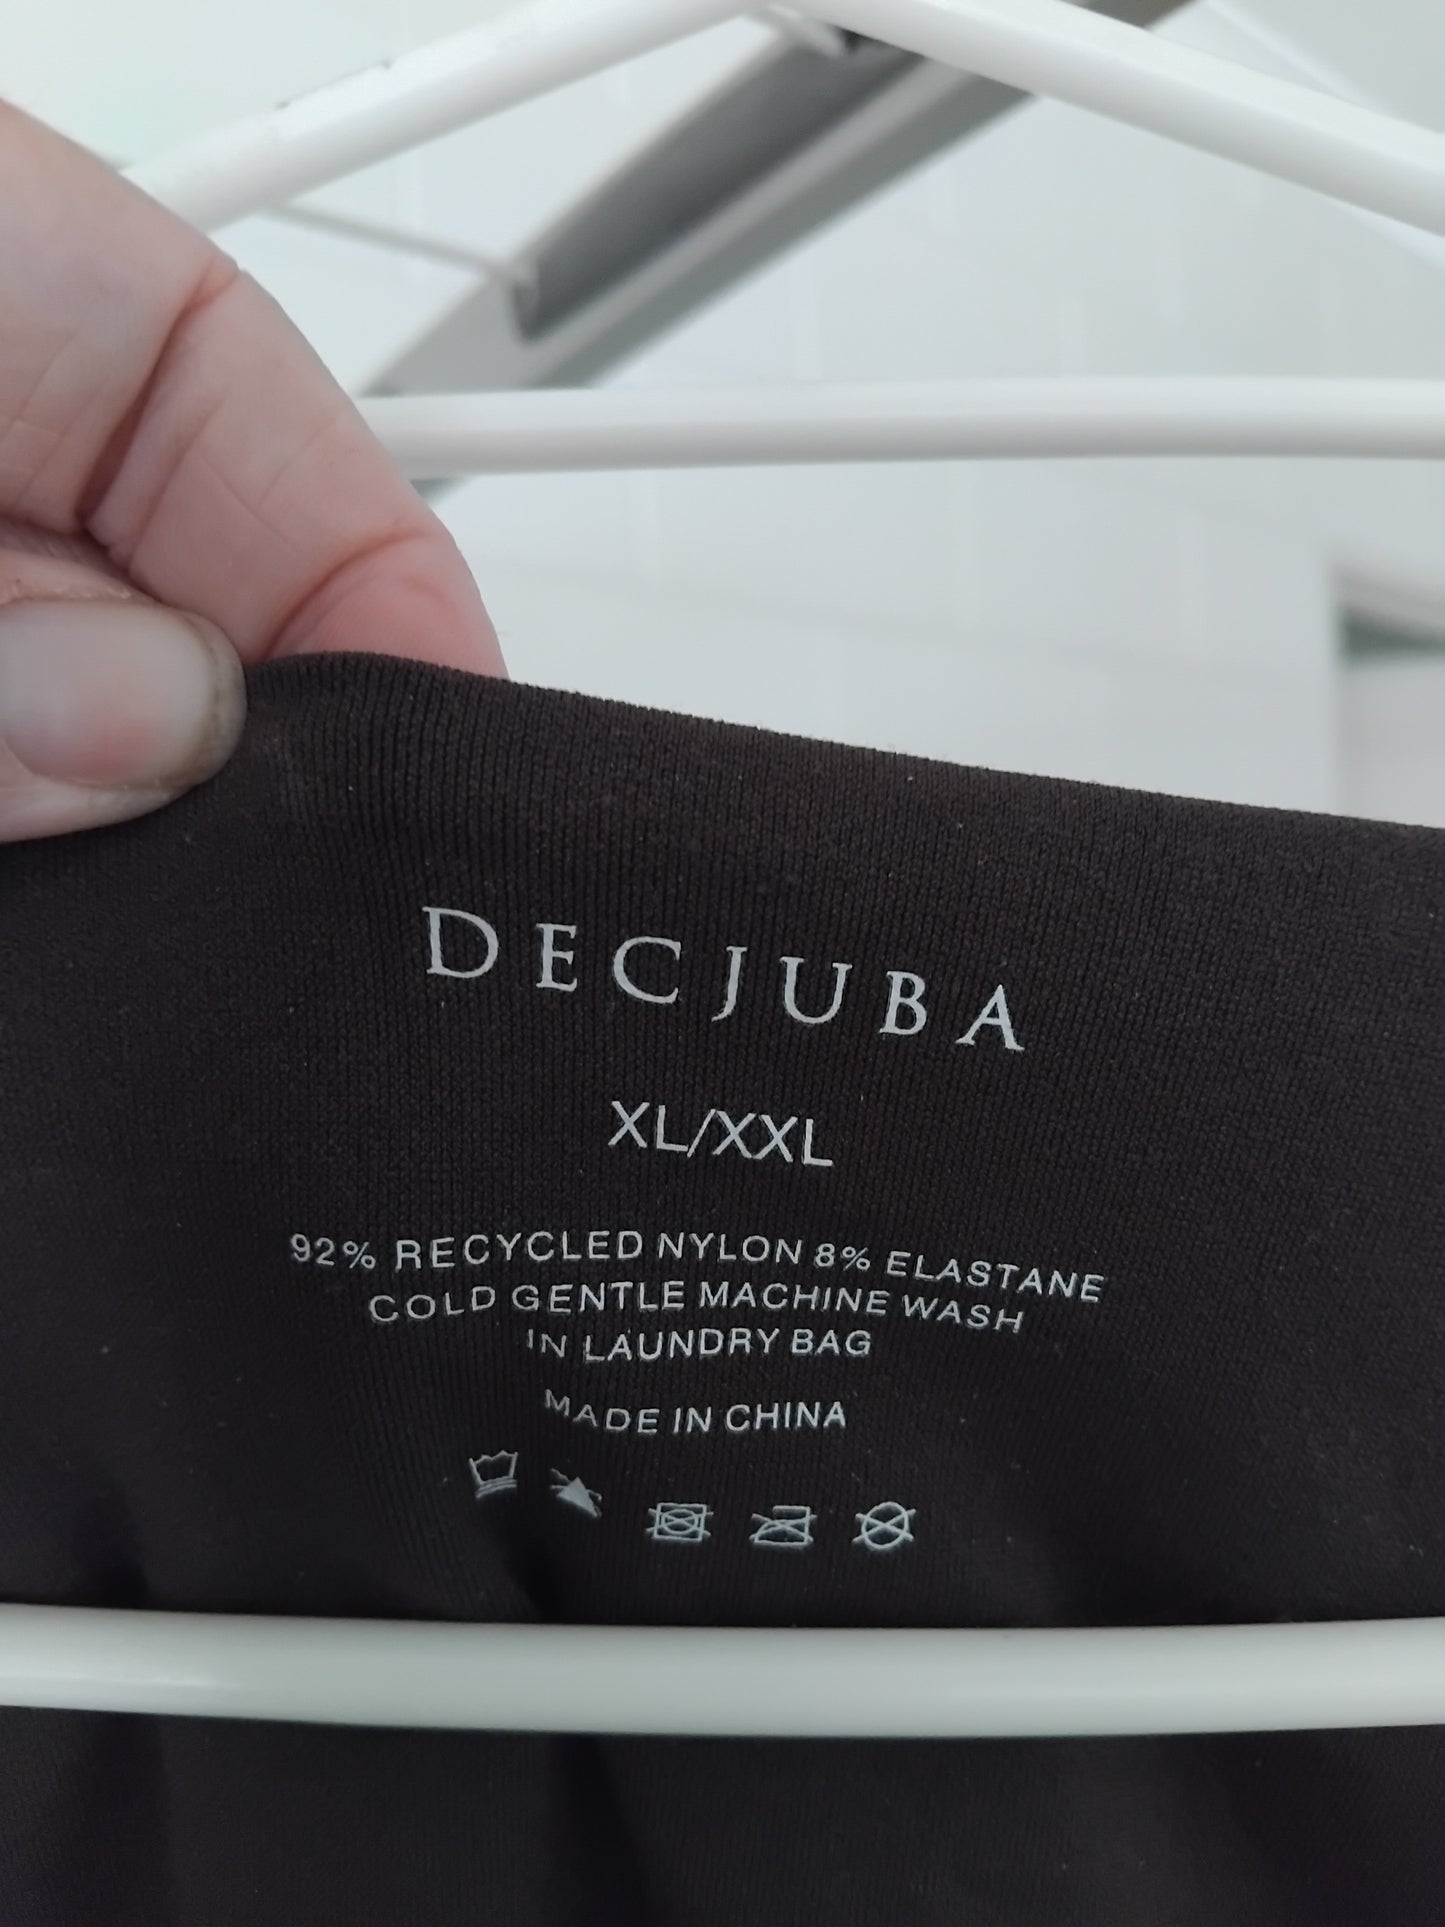 DECJUBA
XL/XXL
92% RECYCLED NYLON 8% ELASTANE
COLD GENTLE MACHINE WASH
IN LAUNDRY BAG
MADE IN CHINA